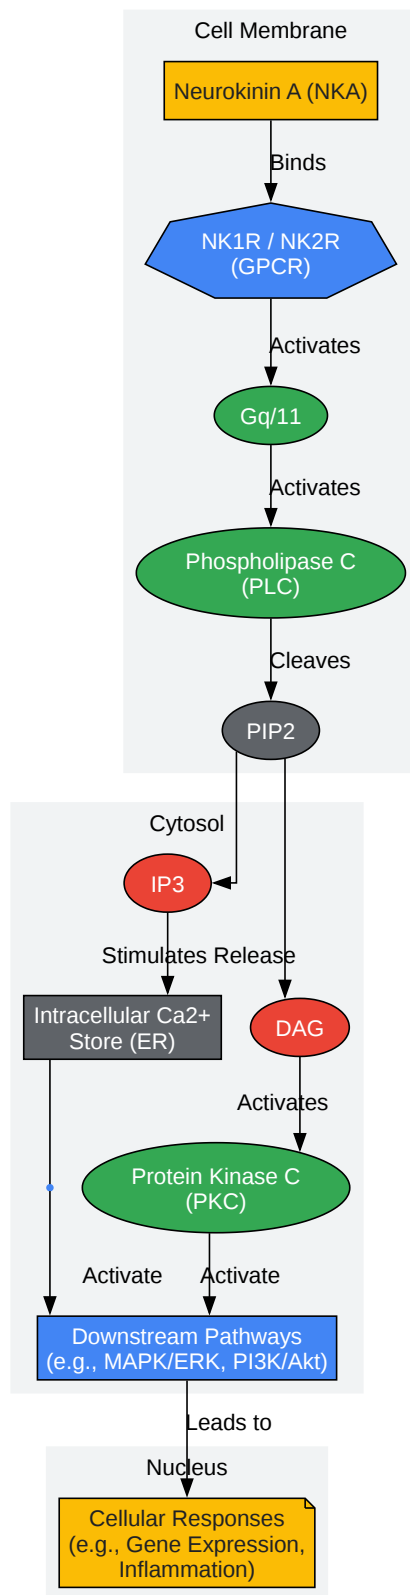 Cell Membrane
Neurokinin A (NKA)
Binds
NK1R / NK2R
(GPCR)
Activates
Gq/11
Activates
Phospholipase C
(PLC)
Cleaves
PIP2
Cytosol
IP3
Stimulates Release
Intracellular Ca2+
Store (ER)
DAG
Activates
Protein Kinase C
(PKC)
Activate
Activate
Downstream Pathways
(e.g., MAPK/ERK, PI3K/Akt)
Leads to
Nucleus
Cellular Responses
(e.g., Gene Expression,
Inflammation)